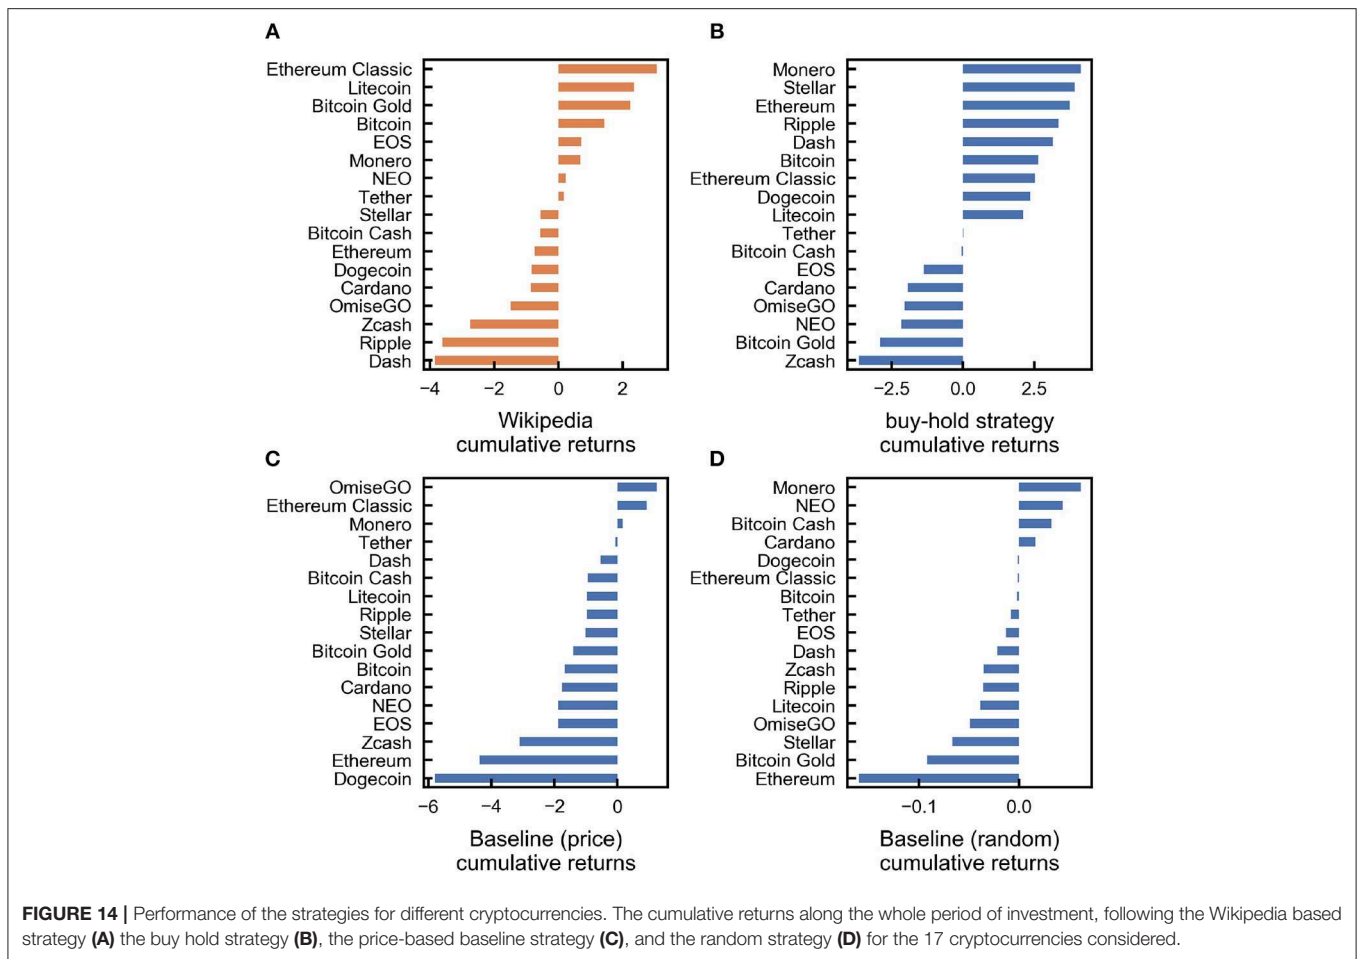 A
Ethereum Classic
Litecoin
Bitcoin Gold
Bitcoin
EOS
Monero
NEO
Tether
Stellar
Bitcoin Cash
Ethereum
Dogecoin
Cardano
OmiseGO
Zcash
Ripple
Dash
−4 −2 0 2
Wikipedia
cumulative returns
B
Monero
Stellar
Ethereum
Ripple
Dash
Bitcoin
Ethereum Classic
Dogecoin
Litecoin
Tether
Bitcoin Cash
EOS
Cardano
OmiseGO
NEO
Bitcoin Gold
Zcash
−2.5 0.0 2.5
buy-hold strategy
cumulative returns
C
OmiseGO
Ethereum Classic
Monero
Tether
Dash
Bitcoin Cash
Litecoin
Ripple
Stellar
Bitcoin Gold
Bitcoin
Cardano
NEO
EOS
Zcash
Ethereum
Dogecoin
−6 −4 −2 0
Baseline (price)
cumulative returns
D
Monero
NEO
Bitcoin Cash
Cardano
Dogecoin
Ethereum Classic
Bitcoin
Tether
EOS
Dash
Zcash
Ripple
Litecoin
OmiseGO
Stellar
Bitcoin Gold
Ethereum
−0.1 0.0
Baseline (random)
cumulative returns
FIGURE 14 | Performance of the strategies for different cryptocurrencies. The cumulative returns along the whole period of investment, following the Wikipedia based
strategy (A) the buy hold strategy (B), the price-based baseline strategy (C), and the random strategy (D) for the 17 cryptocurrencies considered.